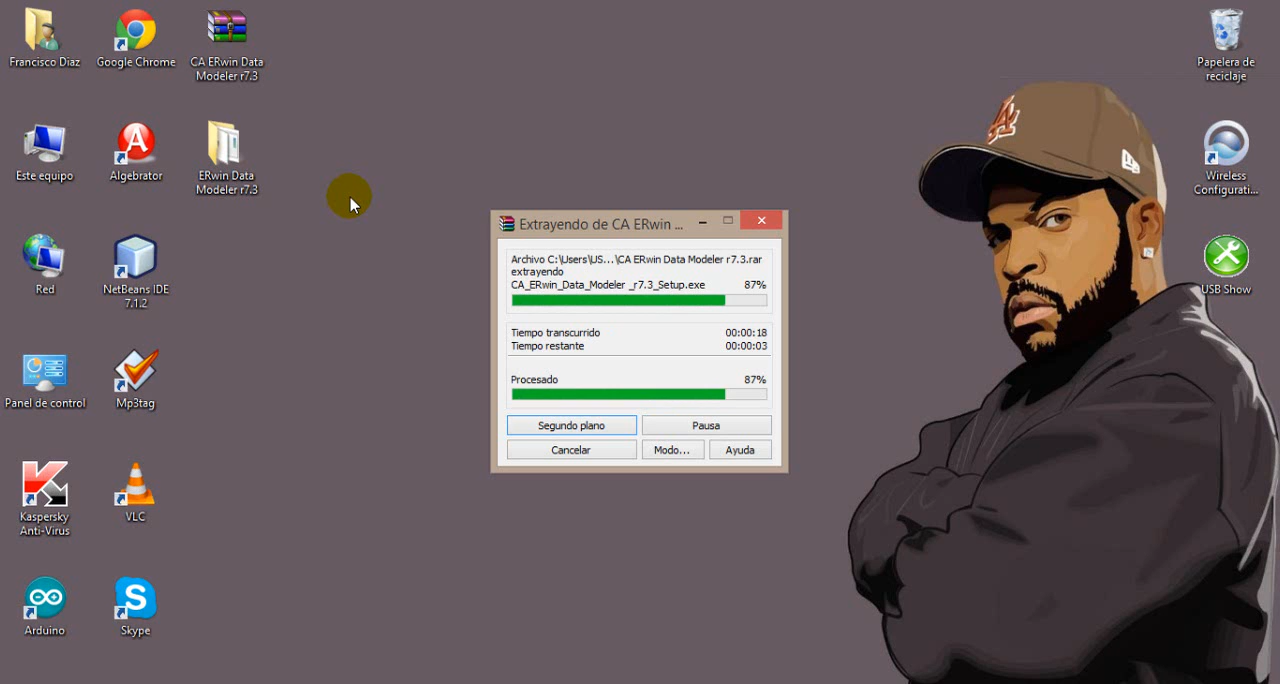 Francisco Diaz
Google Chrome
CA ERwin Data
Modeler r7.3
Papelera de
reciclaje
Este equipo
Algebrator
ERwin Data
Modeler r7.3
Wireless
Configurati...
Red
NetBeans IDE
7.1.2
USB Show
Panel de control
Mp3tag
Kaspersky
Anti-Virus
VLC
Arduino
Skype
Extrayendo de CA ERwin ...
Archivo C:\Users\US...\CA ERwin Data Modeler r7.3.rar
extrayendo
CA_ERwin_Data_Modeler _r7.3_Setup.exe 87%
Tiempo transcurrido 00:00:18
Tiempo restante 00:00:03
Procesado 87%
Segundo plano
Pausa
Cancelar
Modo...
Ayuda